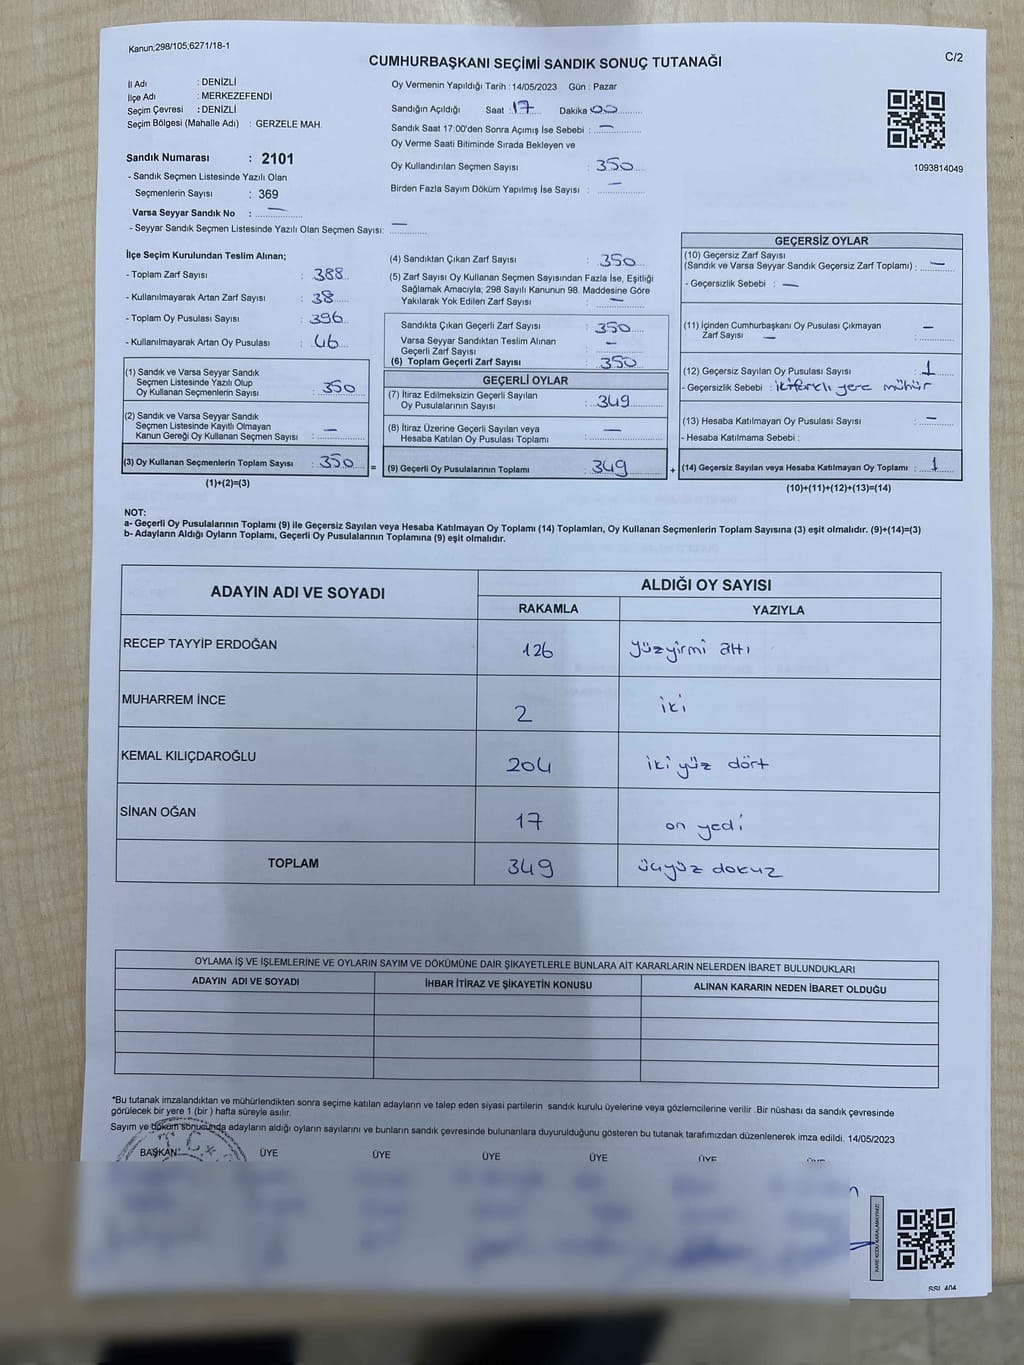 Kanun;298/105;6271/18-1
CUMHURBAŞKANI SEÇİMİ SANDIK SONUÇ TUTANAĞI
C/2
İl Adı : DENİZLİ
İlçe Adı : MERKEZEFENDİ
Seçim Çevresi : DENİZLİ
Seçim Bölgesi (Mahalle Adı) : GERZELE MAH.
Oy Vermenin Yapıldığı Tarih : 14/05/2023 Gün : Pazar
Sandığın Açıldığı Saat : 17 Dakika 00
Sandık Saat 17:00'den Sonra Açımış İse Sebebi : —
Oy Verme Saati Bitiminde Sırada Bekleyen ve
Oy Kullandırılan Seçmen Sayısı : 350
Birden Fazla Sayım Döküm Yapılmış İse Sayısı : —
1093814049
Sandık Numarası : 2101
- Sandık Seçmen Listesinde Yazılı Olan
Seçmenlerin Sayısı : 369
Varsa Seyyar Sandık No : —
- Seyyar Sandık Seçmen Listesinde Yazılı Olan Seçmen Sayısı: —
İlçe Seçim Kurulundan Teslim Alınan;
- Toplam Zarf Sayısı : 388
- Kullanılmayarak Artan Zarf Sayısı : 38
- Toplam Oy Pusulası Sayısı : 396
- Kullanılmayarak Artan Oy Pusulası : 46
(1) Sandık ve Varsa Seyyar Sandık
Seçmen Listesinde Yazılı Olup
Oy Kullanan Seçmenlerin Sayısı : 350
(2) Sandık ve Varsa Seyyar Sandık
Seçmen Listesinde Kayıtlı Olmayan
Kanun Gereği Oy Kullanan Seçmen Sayısı : —
(3) Oy Kullanan Seçmenlerin Toplam Sayısı : 350 =
(1)+(2)=(3)
(4) Sandıktan Çıkan Zarf Sayısı : 350
(5) Zarf Sayısı Oy Kullanan Seçmen Sayısından Fazla İse, Eşitliği
Sağlamak Amacıyla; 298 Sayılı Kanunun 98. Maddesine Göre
Yakılarak Yok Edilen Zarf Sayısı : —
Sandıkta Çıkan Geçerli Zarf Sayısı : 350
Varsa Seyyar Sandıktan Teslim Alınan
Geçerli Zarf Sayısı : —
(6) Toplam Geçerli Zarf Sayısı : 350
GEÇERLİ OYLAR
(7) İtiraz Edilmeksizin Geçerli Sayılan
Oy Pusulalarının Sayısı : 349
(8) İtiraz Üzerine Geçerli Sayılan veya
Hesaba Katılan Oy Pusulası Toplamı : —
(9) Geçerli Oy Pusulalarının Toplamı : 349 +
GEÇERSİZ OYLAR
(10) Geçersiz Zarf Sayısı
(Sandık ve Varsa Seyyar Sandık Geçersiz Zarf Toplamı) : —
- Geçersizlik Sebebi : —
(11) İçinden Cumhurbaşkanı Oy Pusulası Çıkmayan
Zarf Sayısı — : —
(12) Geçersiz Sayılan Oy Pusulası Sayısı : 1
- Geçersizlik Sebebi : iki farklı yere mühür
(13) Hesaba Katılmayan Oy Pusulası Sayısı : —
- Hesaba Katılmama Sebebi :
(14) Geçersiz Sayılan veya Hesaba Katılmayan Oy Toplamı : 1
(10)+(11)+(12)+(13)=(14)
NOT:
a- Geçerli Oy Pusulalarının Toplamı (9) ile Geçersiz Sayılan veya Hesaba Katılmayan Oy Toplamı (14) Toplamları, Oy Kullanan Seçmenlerin Toplam Sayısına (3) eşit olmalıdır. (9)+(14)=(3)
b- Adayların Aldığı Oyların Toplamı, Geçerli Oy Pusulalarının Toplamına (9) eşit olmalıdır.
ADAYIN ADI VE SOYADI
ALDIĞI OY SAYISI
RAKAMLA YAZIYLA
RECEP TAYYİP ERDOĞAN 126 yüzyirmi altı
MUHARREM İNCE 2 iki
KEMAL KILIÇDAROĞLU 204 iki yüz dört
SİNAN OĞAN 17 on yedi
TOPLAM 349 üçyüz dokuz
OYLAMA İŞ VE İŞLEMLERİNE VE OYLARIN SAYIM VE DÖKÜMÜNE DAİR ŞİKAYETLERLE BUNLARA AİT KARARLARIN NELERDEN İBARET BULUNDUKLARI
ADAYIN ADI VE SOYADI İHBAR İTİRAZ VE ŞİKAYETİN KONUSU ALINAN KARARIN NEDEN İBARET OLDUĞU
*Bu tutanak imzalandıktan ve mühürlendikten sonra seçime katılan adayların ve talep eden siyasi partilerin sandık kurulu üyelerine veya gözlemcilerine verilir. Bir nüshası da sandık çevresinde
görülecek bir yere 1 (bir) hafta süreyle asılır.
Sayım ve döküm sonucunda adayların aldığı oyların sayılarını ve bunların sandık çevresinde bulunanlara duyurulduğunu gösteren bu tutanak tarafımızdan düzenlenerek imza edildi. 14/05/2023
BAŞKAN ÜYE ÜYE ÜYE ÜYE ÜYE ÜYE
KARE KODU KARALAMAYINIZ!
SSI 404